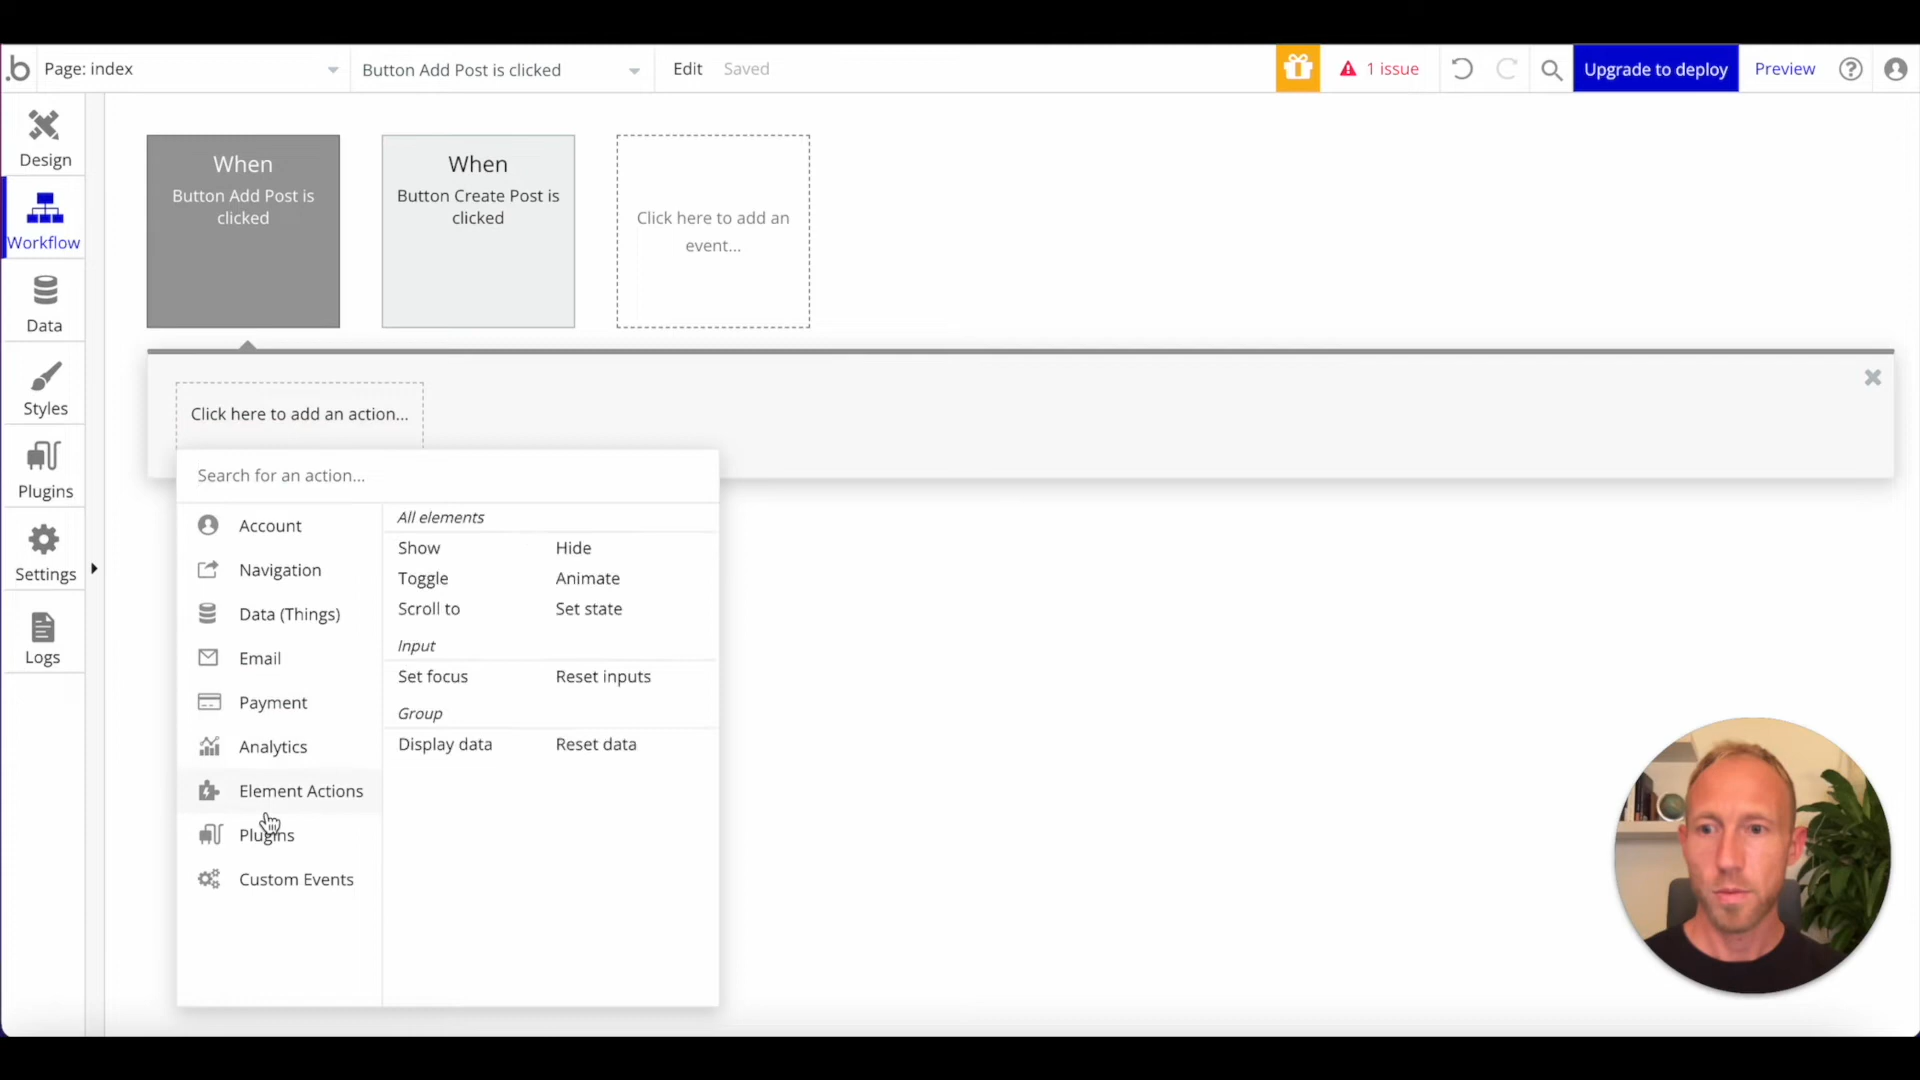 .b Page: index Button Add Post is clicked Edit Saved 1 issue Upgrade to deploy Preview ?
Design
Workflow
Data
Styles
Plugins
Settings
Logs
When
Button Add Post is
clicked
When
Button Create Post is
clicked
Click here to add an
event...
Click here to add an action...
Search for an action...
Account
Navigation
Data (Things)
Email
Payment
Analytics
Element Actions
Plugins
Custom Events
All elements
Show Hide
Toggle Animate
Scroll to Set state
Input
Set focus Reset inputs
Group
Display data Reset data